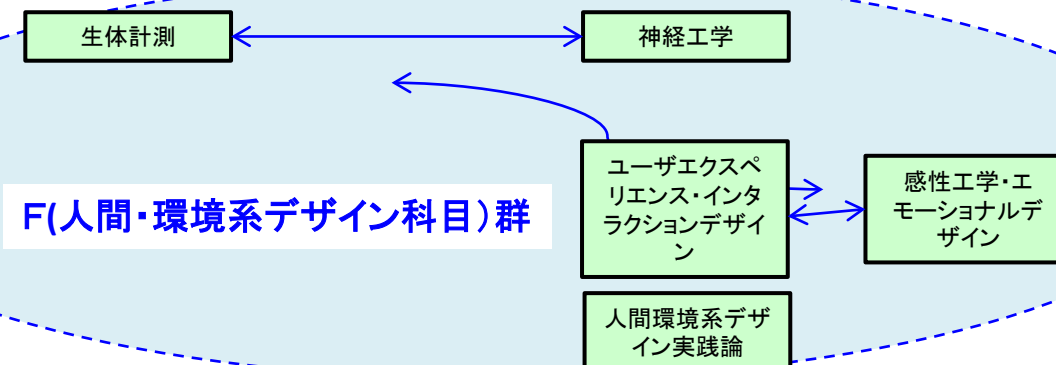 生体計測
神経工学
ユーザエクスペ
リエンス・インタ
ラクションデザイ
ン
感性工学・エ
モーショナルデ
ザイン
F(人間・環境系デザイン科目）群
人間環境系デザ
イン実践論